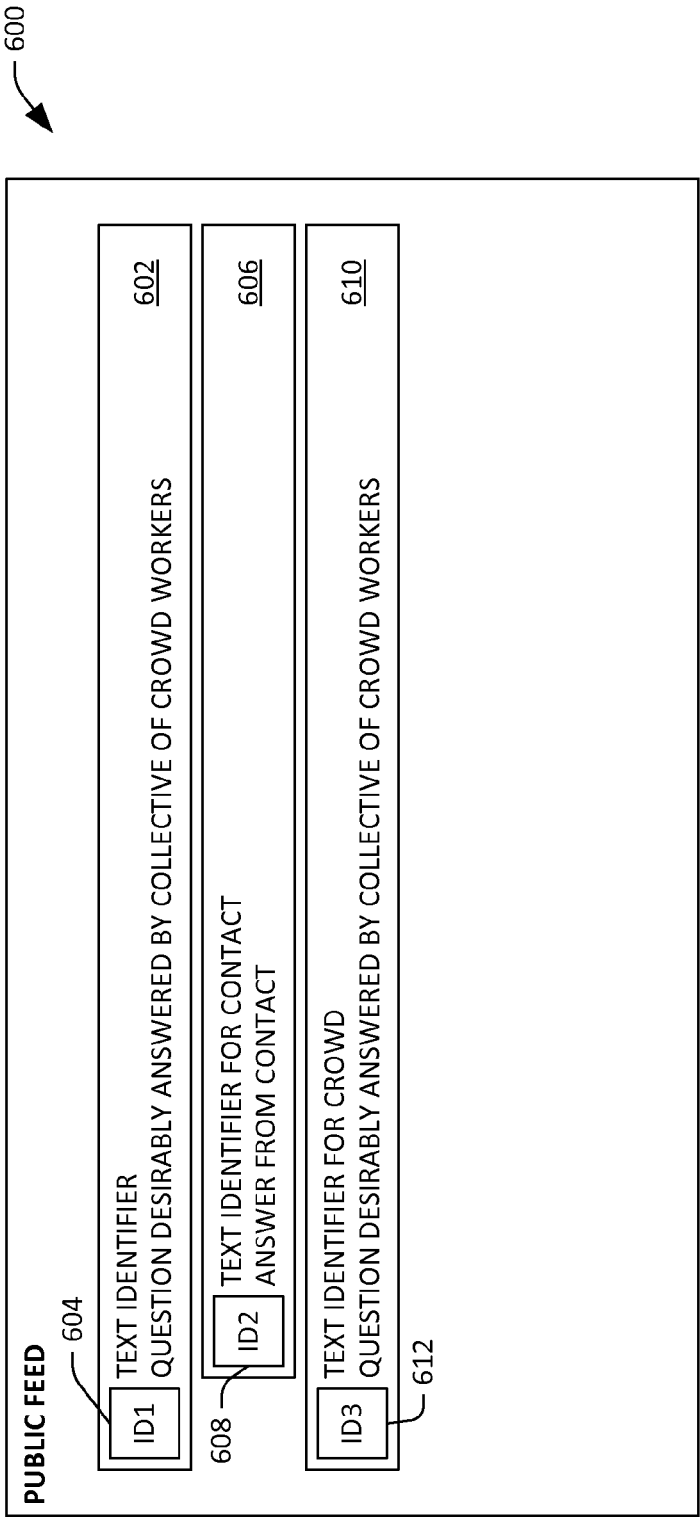 600
PUBLIC FEED
604
ID1
TEXT IDENTIFIER
QUESTION DESIRABLY ANSWERED BY COLLECTIVE OF CROWD WORKERS
602
608
ID2
TEXT IDENTIFIER FOR CONTACT
ANSWER FROM CONTACT
606
ID3
TEXT IDENTIFIER FOR CROWD
QUESTION DESIRABLY ANSWERED BY COLLECTIVE OF CROWD WORKERS
610
612